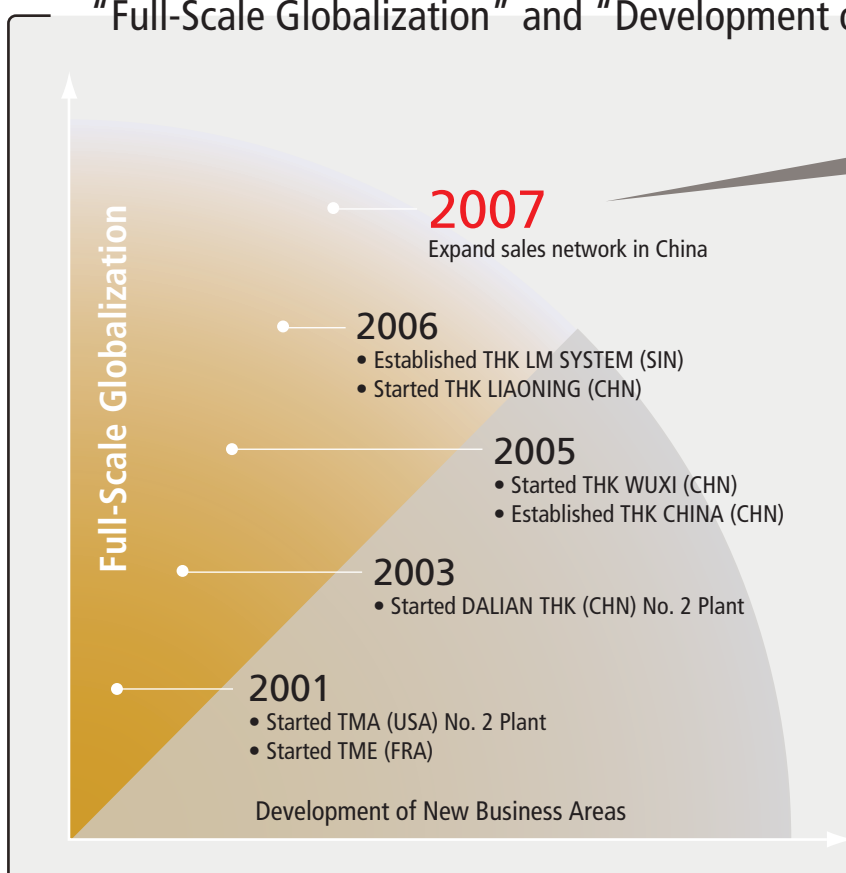 "Full-Scale Globalization" and "Development
Full-Scale Globalization
2007
Expand sales network in China
2006
• Established THK LM SYSTEM (SIN)
• Started THK LIAONING (CHN)
2005
• Started THK WUXI (CHN)
• Established THK CHINA (CHN)
2003
• Started DALIAN THK (CHN) No. 2 Plant
2001
• Started TMA (USA) No. 2 Plant
• Started TME (FRA)
Development of New Business Areas